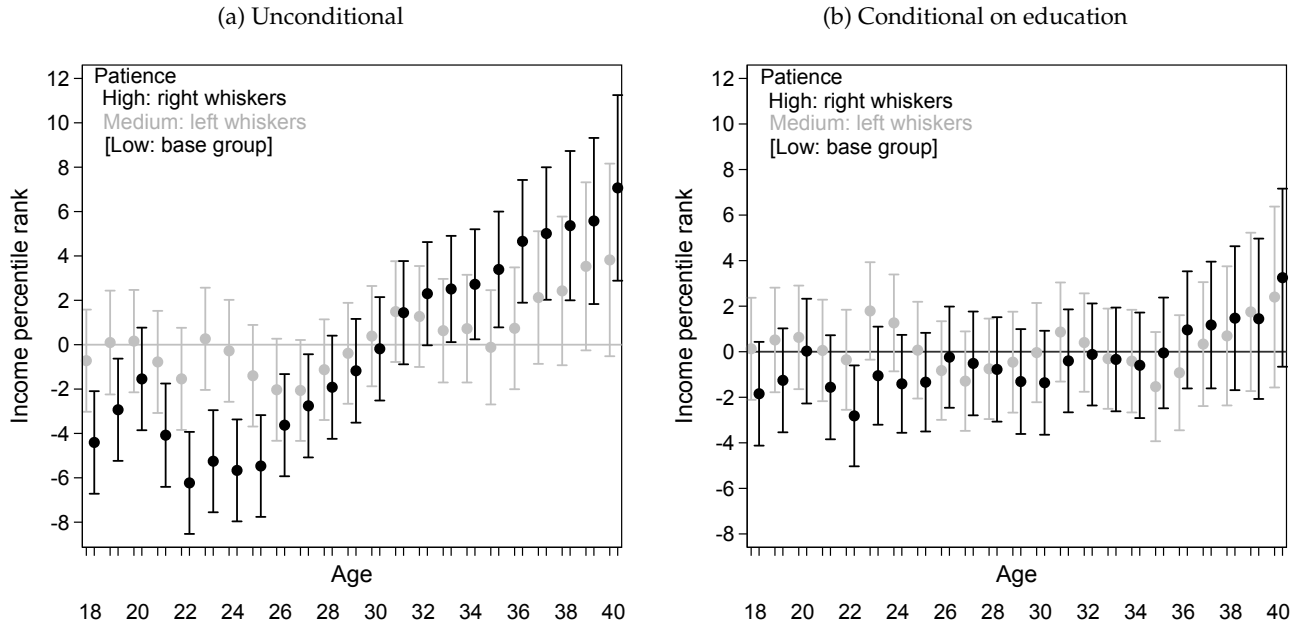 (a) Unconditional
Income percentile rank
12
10
8
6
4
2
0
-2
-4
-6
-8
Patience
High: right whiskers
Medium: left whiskers
[Low: base group]
Age
18 20 22 24 26 28 30 32 34 36 38 40
(b) Conditional on education
Income percentile rank
12
10
8
6
4
2
0
-2
-4
-6
-8
Patience
High: right whiskers
Medium: left whiskers
[Low: base group]
Age
18 20 22 24 26 28 30 32 34 36 38 40